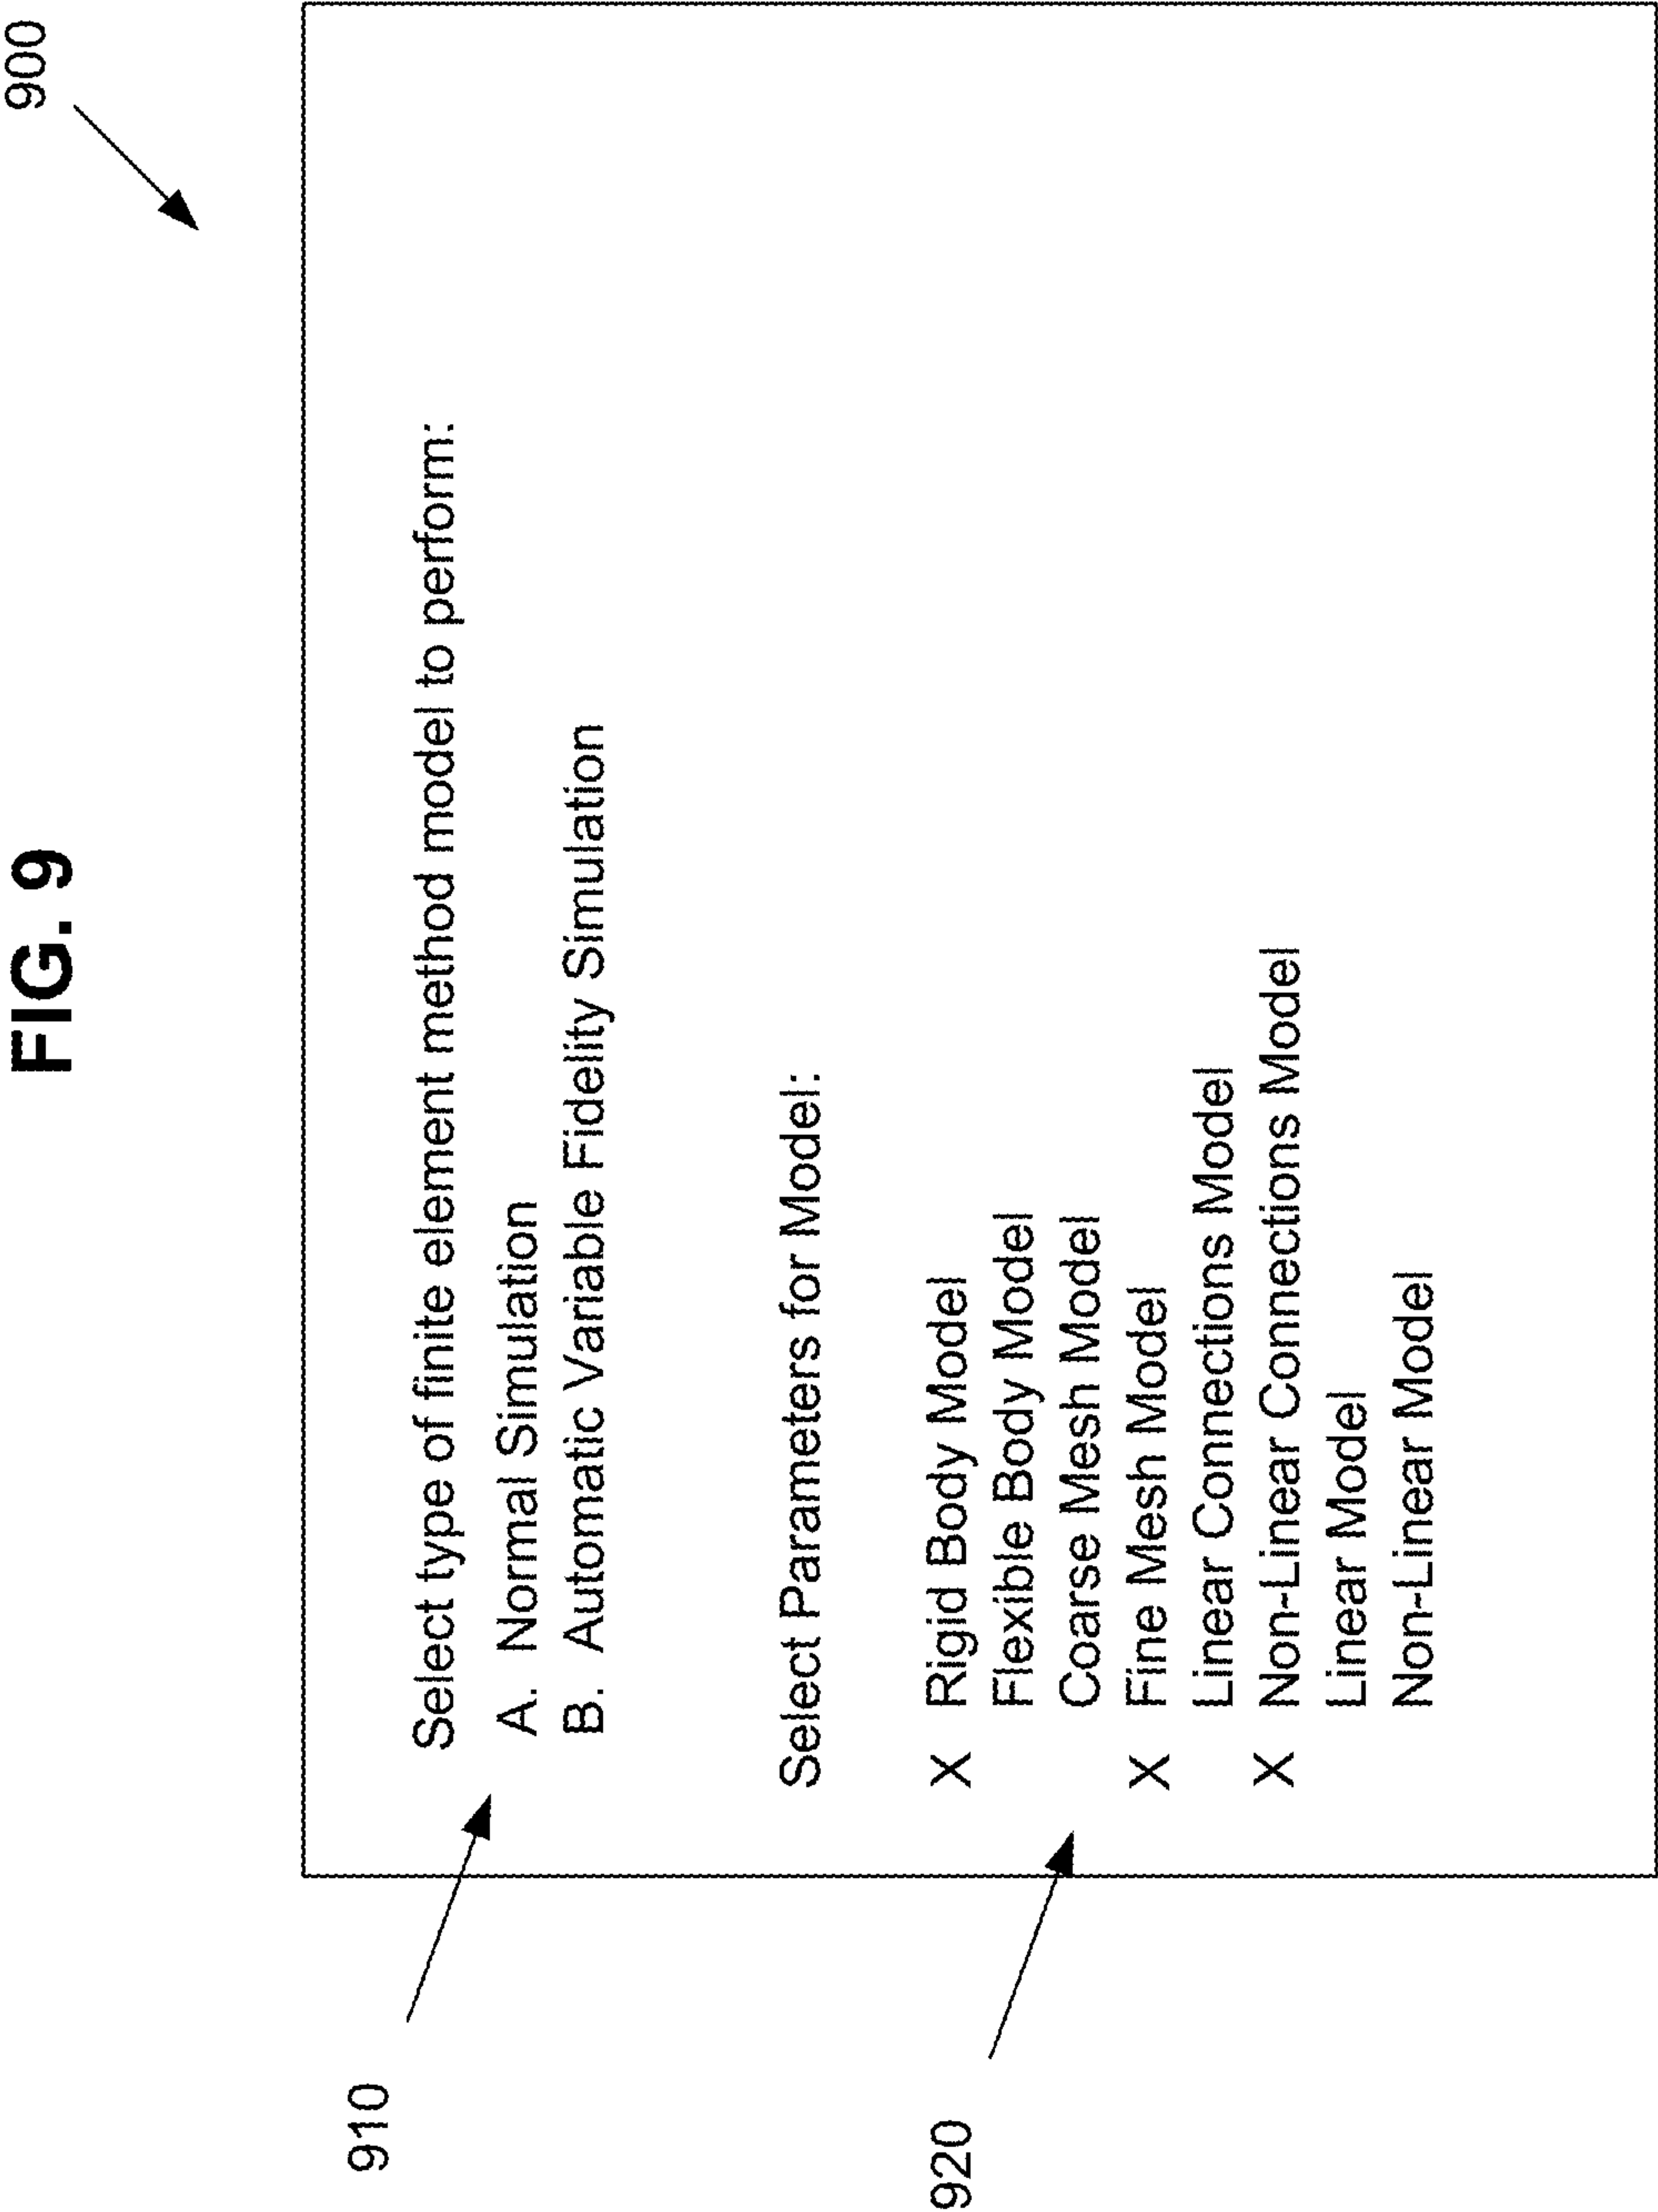 FIG. 9
900
910
Select type of finite element method model to perform:
A. Normal Simulation
B. Automatic Variable Fidelity Simulation
Select Parameters for Model:
920
X Rigid Body Model
Flexible Body Model
Coarse Mesh Model
X Fine Mesh Model
Linear Connections Model
X Non-Linear Connections Model
Linear Model
Non-Linear Model